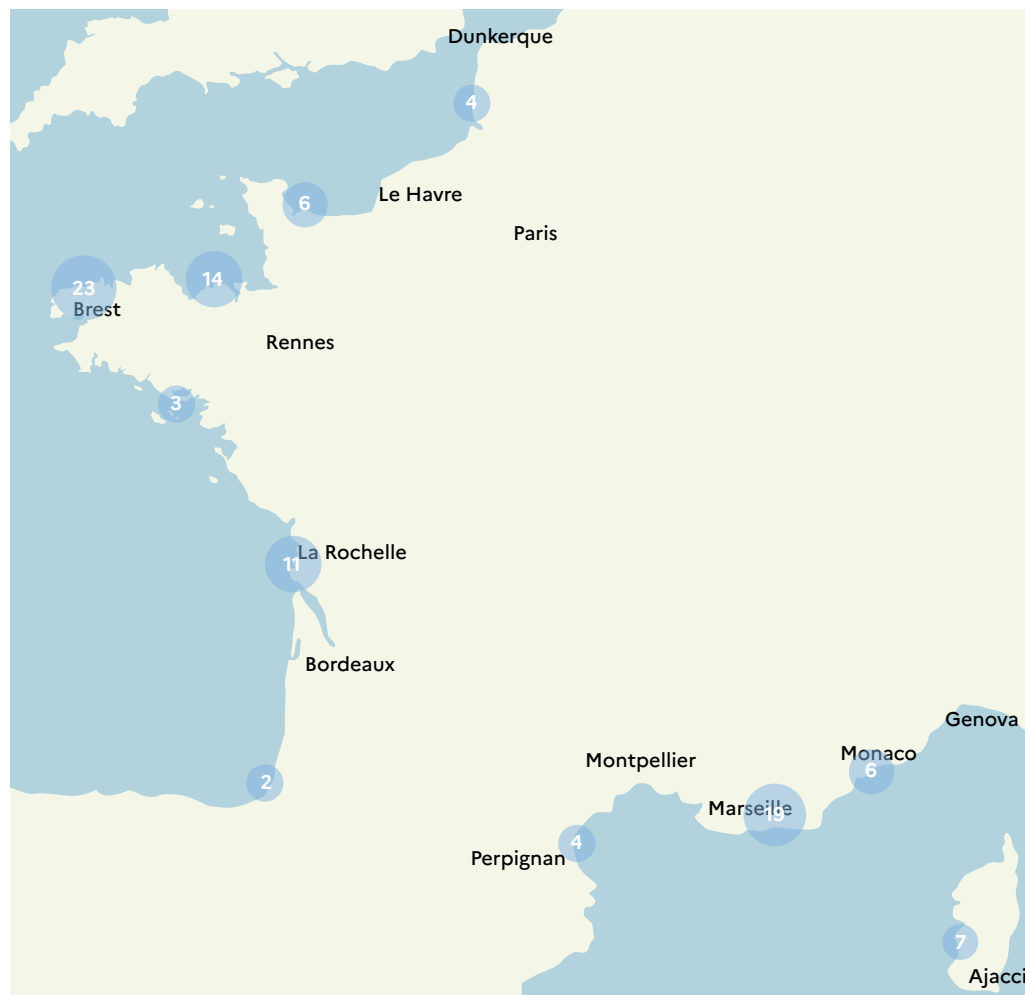 Dunkerque
4
Le Havre
6
Paris
14
23
Brest
Rennes
3
La Rochelle
11
Bordeaux
Genova
Monaco
Montpellier
6
2
Marseille
19
4
Perpignan
7
Ajacci